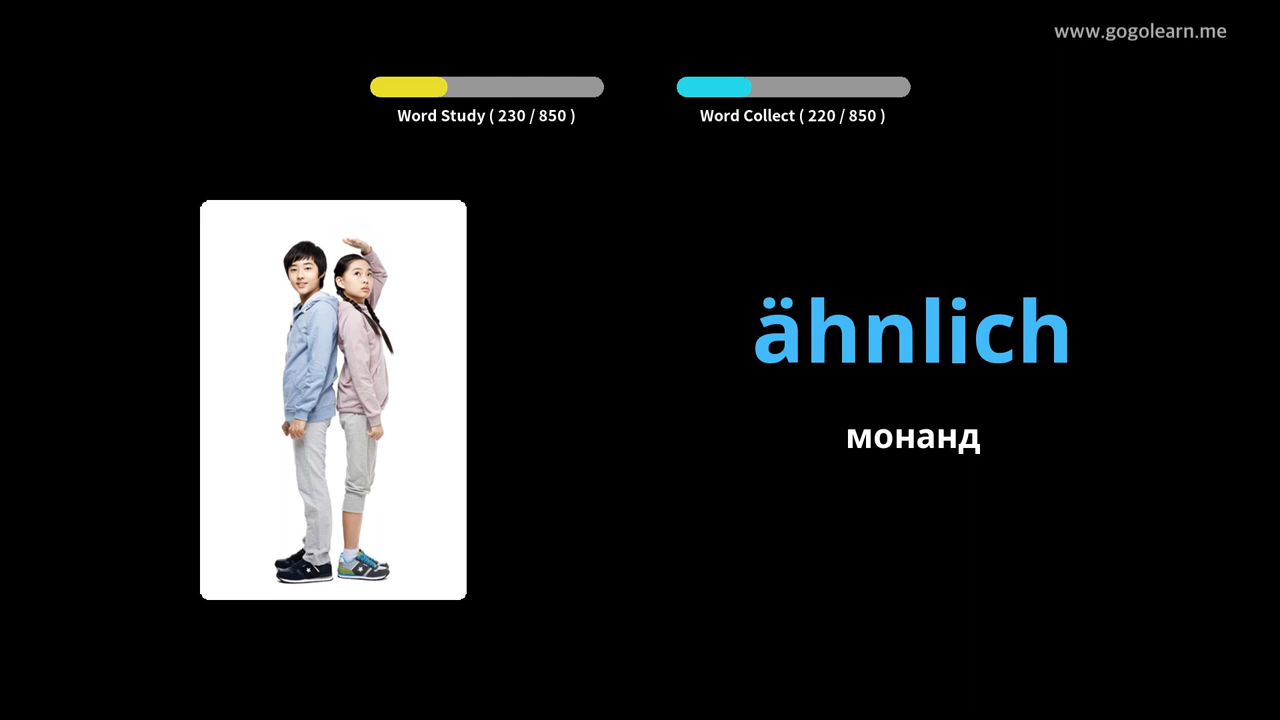 www.gogolearn.me
Word Study ( 230 / 850 )
Word Collect ( 220 / 850 )
ähnlich
монанд